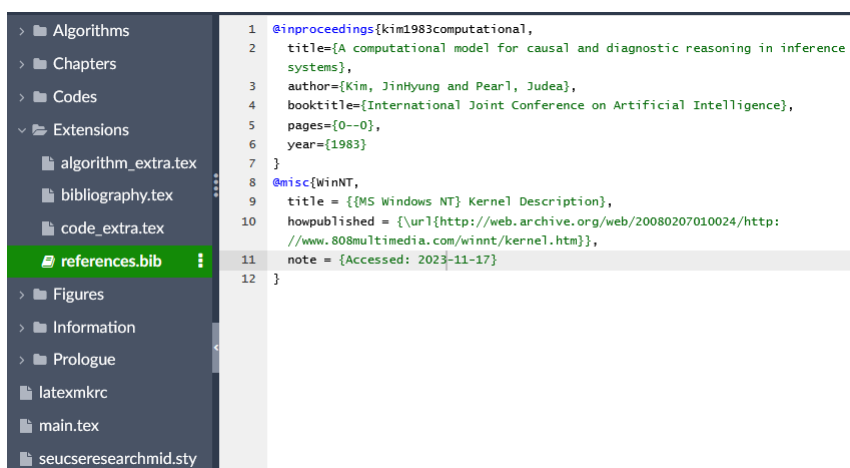 Algorithms
Chapters
Codes
Extensions
algorithm_extra.tex
bibliography.tex
code_extra.tex
references.bib
Figures
Information
Prologue
latexmkrc
main.tex
seucseresearchmid.sty
1 @inproceedings{kim1983computational,
2 title={A computational model for causal and diagnostic reasoning in inference
systems},
3 author={Kim, JinHyung and Pearl, Judea},
4 booktitle={International Joint Conference on Artificial Intelligence},
5 pages={0--0},
6 year={1983}
7 }
8 @misc{WinNT,
9 title = {{MS Windows NT} Kernel Description},
10 howpublished = {\url{http://web.archive.org/web/20080207010024/http:
//www.808multimedia.com/winnt/kernel.htm}},
11 note = {Accessed: 2023-11-17}
12 }